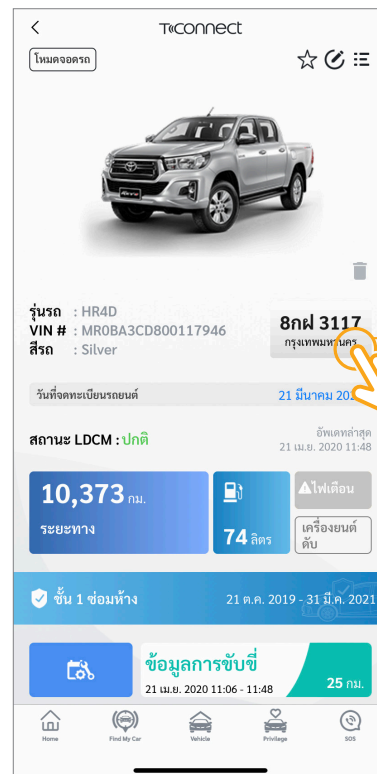 T-CONNECT
โหมดจอดรถ
รุ่นรถ : HR4D
VIN # : MR0BA3CD800117946
สีรถ : Silver
8กฝ 3117
กรุงเทพมหานคร
วันที่จดทะเบียนรถยนต์
21 มีนาคม
สถานะ LDCM : ปกติ
อัพเดทล่าสุด
21 เม.ย. 2020 11:48
10,373 กม.
ระยะทาง
74 ลิตร
ไฟเตือน
เครื่องยนต์
ดับ
ชั้น 1 ซ่อมห้าง
21 ต.ค. 2019 - 31 มี.ค. 2021
ข้อมูลการขับขี่
21 เม.ย. 2020 11:06 - 11:48
25 กม.
Home
Find My Car
Vehicle
Privilege
SOS